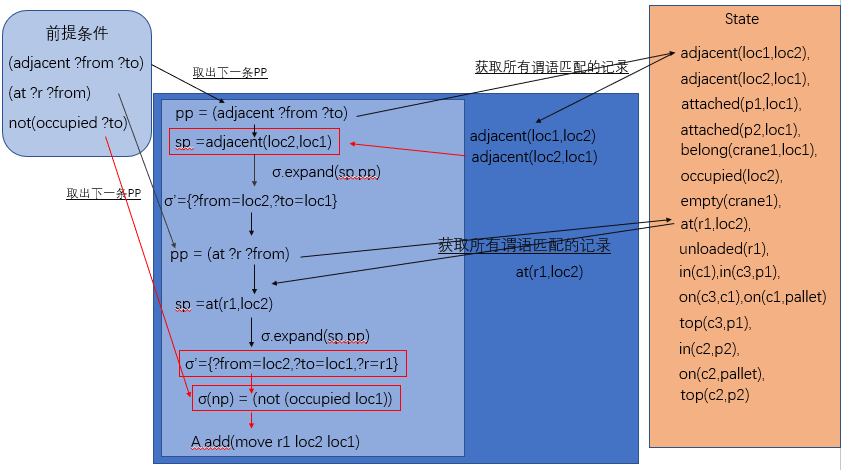 前提条件
(adjacent ?from ?to)
(at ?r ?from)
not(occupied ?to)
取出下一条PP
取出下一条PP
pp = (adjacent ?from ?to)
sp =adjacent(loc2,loc1)
σ.expand(sp,pp)
σ’={?from=loc2,?to=loc1}
pp = (at ?r ?from)
sp =at(r1,loc2)
σ.expand(sp,pp)
σ’={?from=loc2,?to=loc1,?r=r1}
σ(np) = (not (occupied loc1))
A.add(move r1 loc2 loc1)
获取所有谓语匹配的记录
adjacent(loc1,loc2)
adjacent(loc2,loc1)
获取所有谓语匹配的记录
at(r1,loc2)
State
adjacent(loc1,loc2),
adjacent(loc2,loc1),
attached(p1,loc1),
attached(p2,loc1),
belong(crane1,loc1),
occupied(loc2),
empty(crane1),
at(r1,loc2),
unloaded(r1),
in(c1),in(c3,p1),
on(c3,c1),on(c1,pallet)
top(c3,p1),
in(c2,p2),
on(c2,pallet),
top(c2,p2)